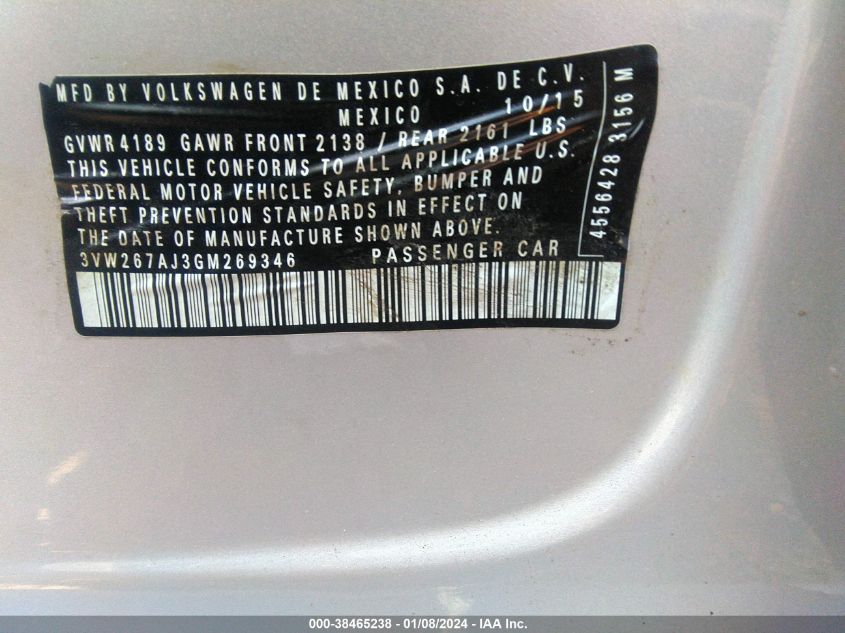 MFD BY VOLKSWAGEN DE MEXICO S.A. DE C.V.
MEXICO 10/15
GVWR 4189 GAWR FRONT 2138 / REAR 2161 LBS
THIS VEHICLE CONFORMS TO ALL APPLICABLE U.S.
FEDERAL MOTOR VEHICLE SAFETY, BUMPER AND
THEFT PREVENTION STANDARDS IN EFFECT ON
THE DATE OF MANUFACTURE SHOWN ABOVE.
3VW267AJ3GM269346 PASSENGER CAR
4556428 3156 M
000-38465238 - 01/08/2024 - IAA Inc.